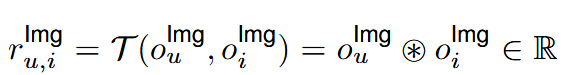 r_{u,i}^{Img} = 𝒯(o_u^{Img}, o_i^{Img}) = o_u^{Img} ⊛ o_i^{Img} ∈ ℝ